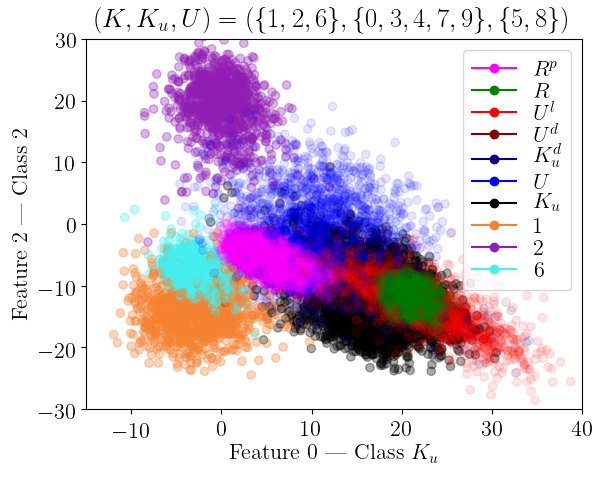 (K, K_u, U) = ({1, 2, 6}, {0, 3, 4, 7, 9}, {5, 8})
30
20
10
0
−10
−20
−30
Feature 2 — Class 2
R^p
R
U^l
U^d
K_u^d
U
K_u
1
2
6
−10
0
10
20
30
40
Feature 0 — Class K_u